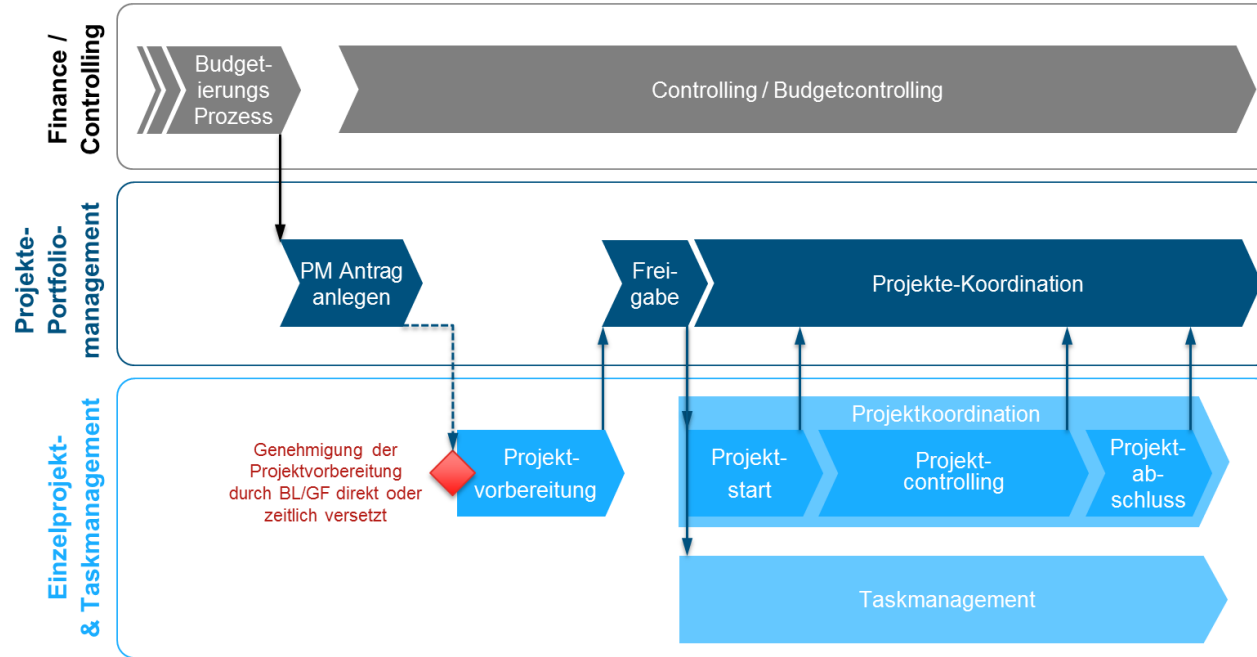 Finance /
Controlling
Budget-
ierungs
Prozess
Controlling / Budgetcontrolling
Projekte-
Portfolio-
management
PM Antrag
anlegen
Frei-
gabe
Projekte-Koordination
Einzelprojekt-
& Taskmanagement
Genehmigung der
Projektvorbereitung
durch BL/GF direkt oder
zeitlich versetzt
Projekt-
vorbereitung
Projektkoordination
Projekt-
start
Projekt-
controlling
Projekt-
ab-
schluss
Taskmanagement